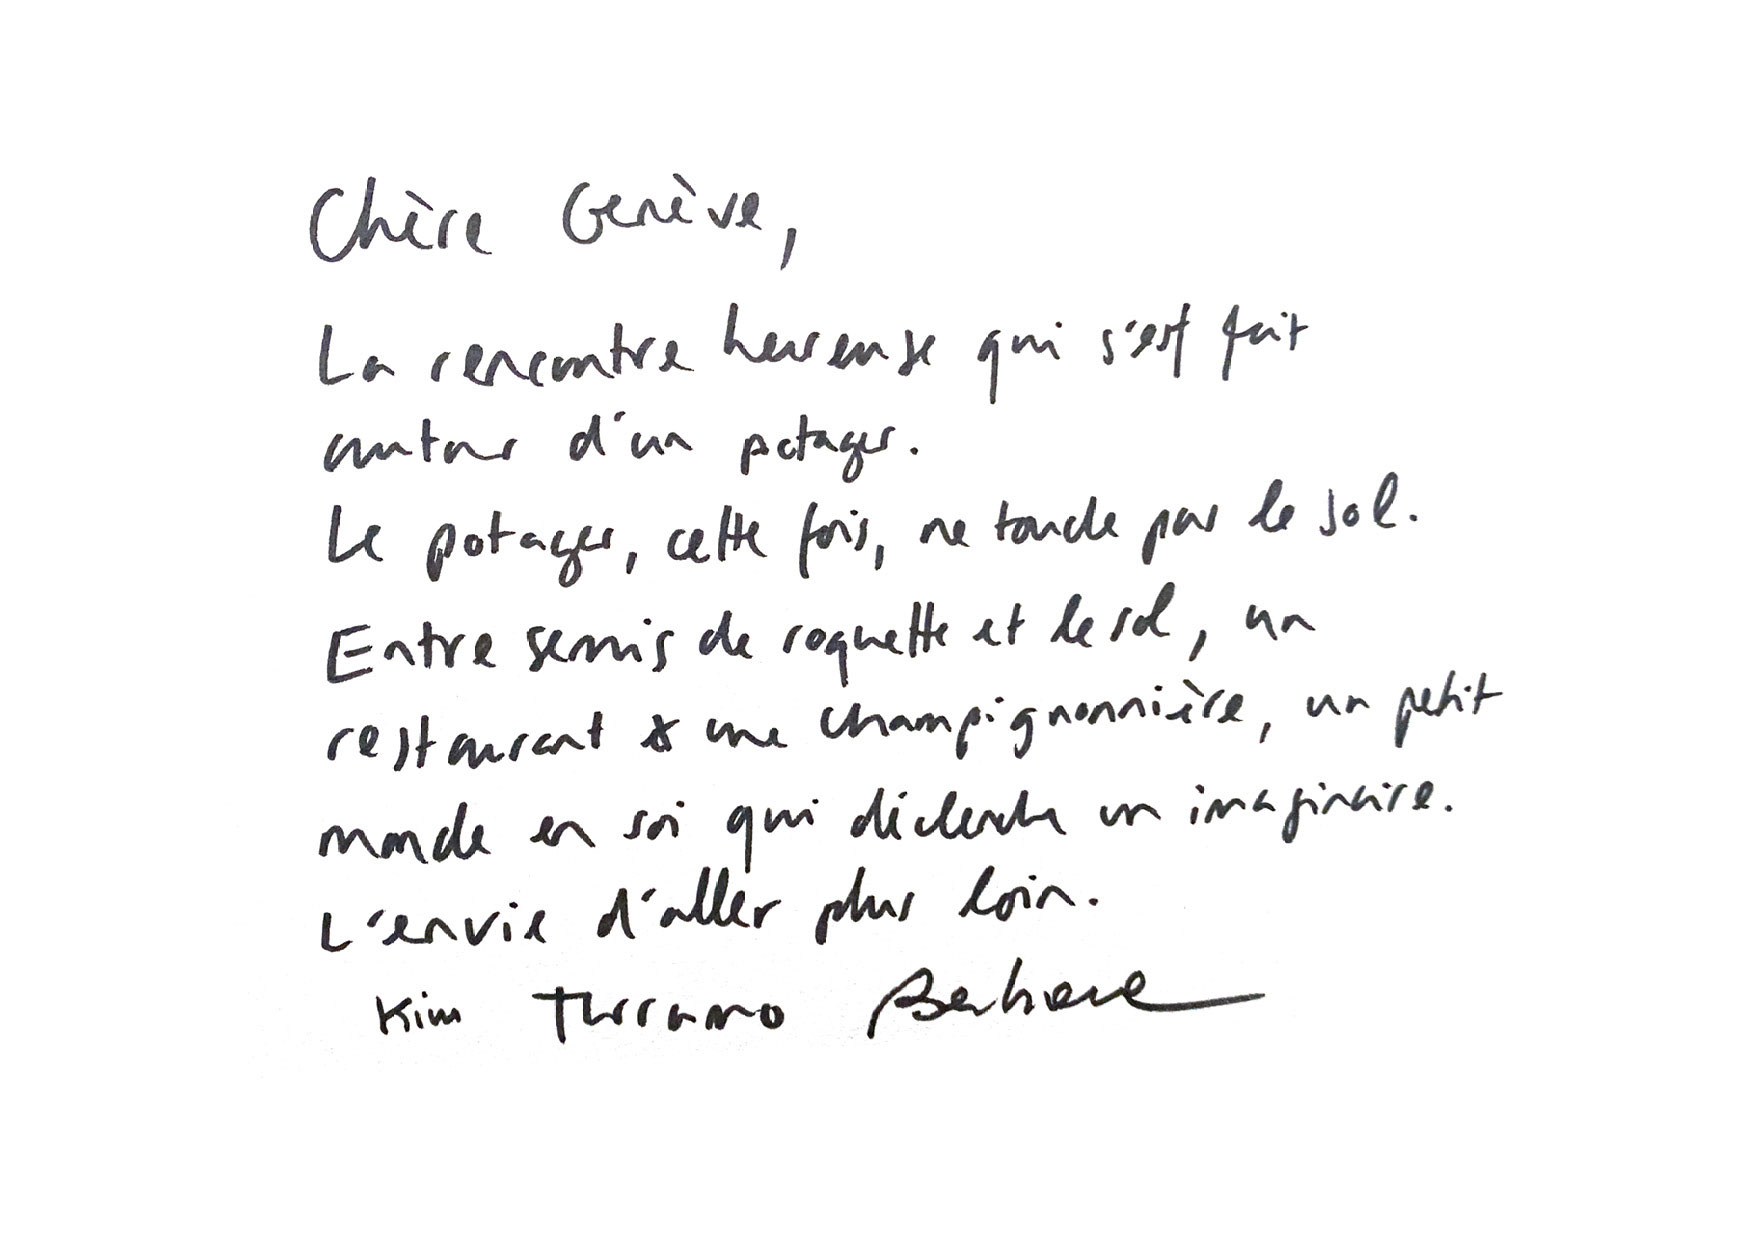 Chère Genève,
La rencontre heureuse qui s'est fait
autour d'un potager.
Le potager, cette fois, ne touche pas le sol.
Entre semis de roquette et le sol, un
restaurant & une champignonnière, un petit
monde en soi qui déclenche un imaginaire.
L'envie d'aller plus loin.
Kim